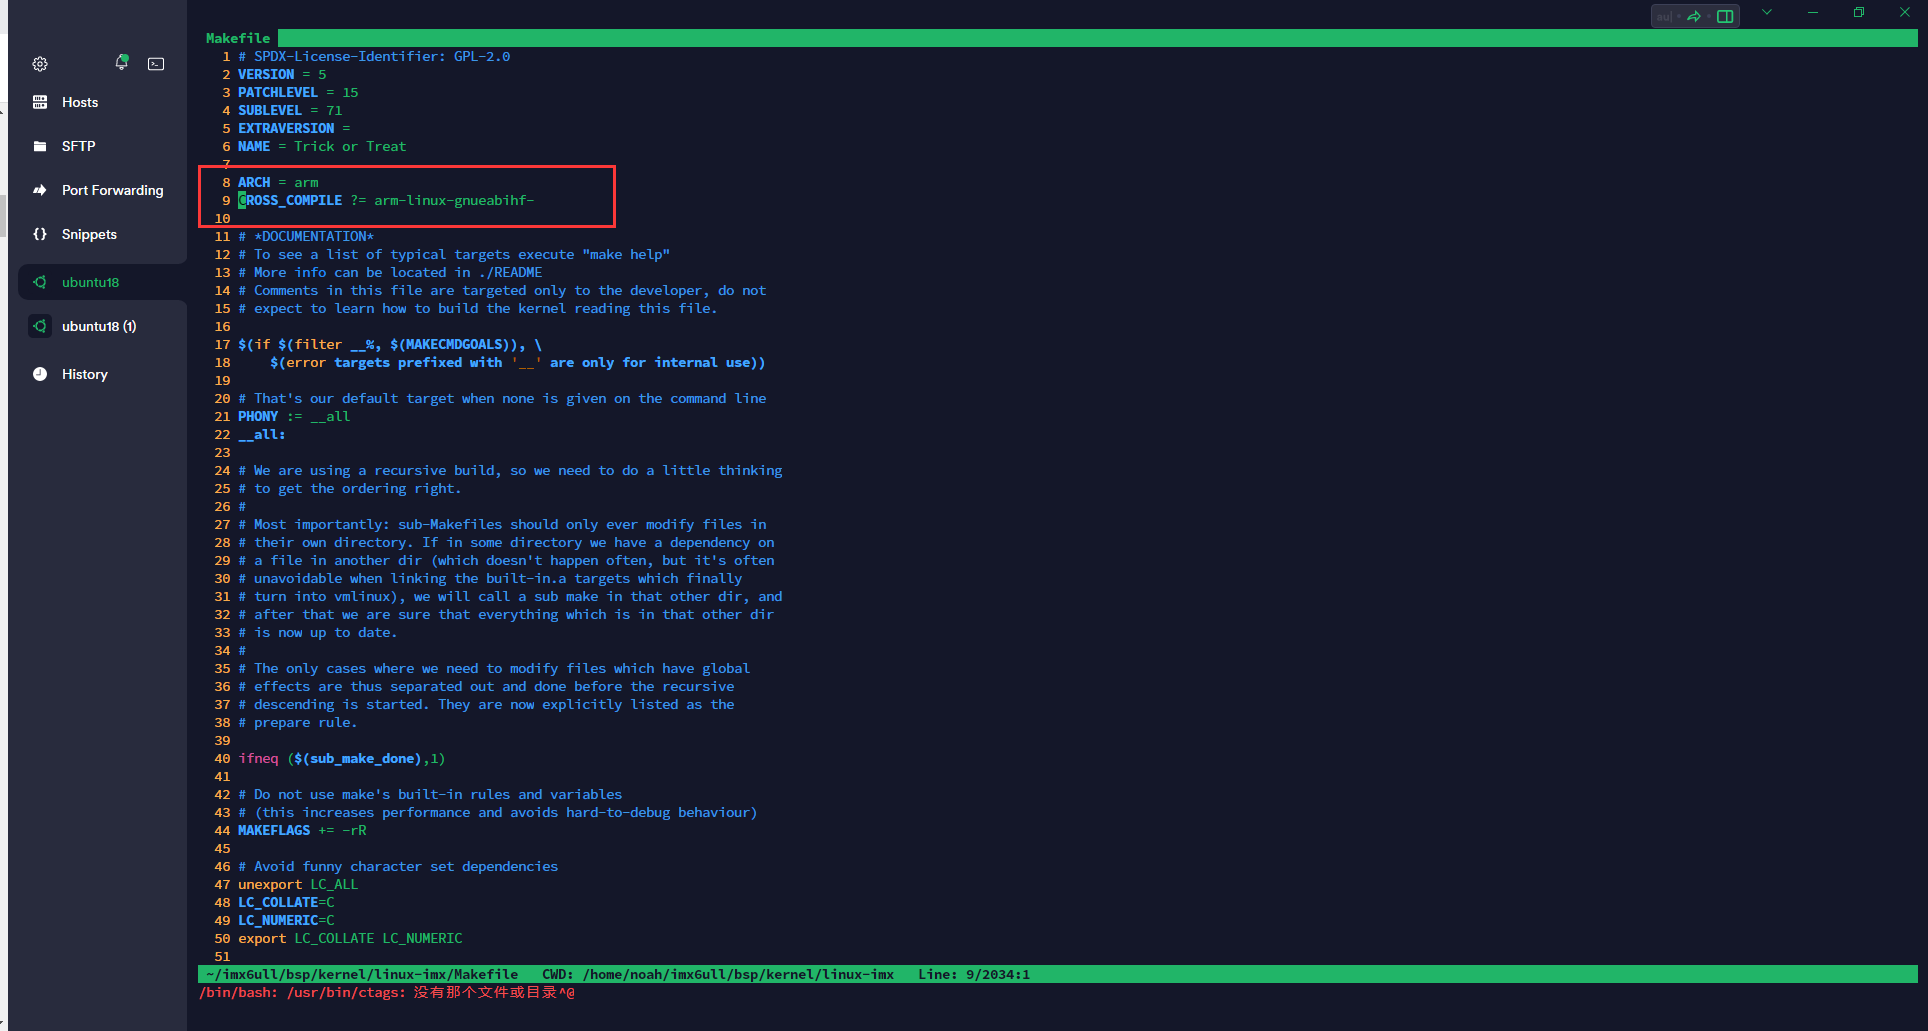 au
Hosts
SFTP
Port Forwarding
Snippets
ubuntu18
ubuntu18 (1)
History
Makefile
1 # SPDX-License-Identifier: GPL-2.0
2 VERSION = 5
3 PATCHLEVEL = 15
4 SUBLEVEL = 71
5 EXTRAVERSION =
6 NAME = Trick or Treat
7
8 ARCH = arm
9 CROSS_COMPILE ?= arm-linux-gnueabihf-
10
11 # *DOCUMENTATION*
12 # To see a list of typical targets execute "make help"
13 # More info can be located in ./README
14 # Comments in this file are targeted only to the developer, do not
15 # expect to learn how to build the kernel reading this file.
16
17 $(if $(filter __%, $(MAKECMDGOALS)), \
18     $(error targets prefixed with '__' are only for internal use))
19
20 # That's our default target when none is given on the command line
21 PHONY := __all
22 __all:
23
24 # We are using a recursive build, so we need to do a little thinking
25 # to get the ordering right.
26 #
27 # Most importantly: sub-Makefiles should only ever modify files in
28 # their own directory. If in some directory we have a dependency on
29 # a file in another dir (which doesn't happen often, but it's often
30 # unavoidable when linking the built-in.a targets which finally
31 # turn into vmlinux), we will call a sub make in that other dir, and
32 # after that we are sure that everything which is in that other dir
33 # is now up to date.
34 #
35 # The only cases where we need to modify files which have global
36 # effects are thus separated out and done before the recursive
37 # descending is started. They are now explicitly listed as the
38 # prepare rule.
39
40 ifneq ($(sub_make_done),1)
41
42 # Do not use make's built-in rules and variables
43 # (this increases performance and avoids hard-to-debug behaviour)
44 MAKEFLAGS += -rR
45
46 # Avoid funny character set dependencies
47 unexport LC_ALL
48 LC_COLLATE=C
49 LC_NUMERIC=C
50 export LC_COLLATE LC_NUMERIC
51
~/imx6ull/bsp/kernel/linux-imx/Makefile   CWD: /home/noah/imx6ull/bsp/kernel/linux-imx   Line: 9/2034:1
/bin/bash: /usr/bin/ctags: 没有那个文件或目录^@